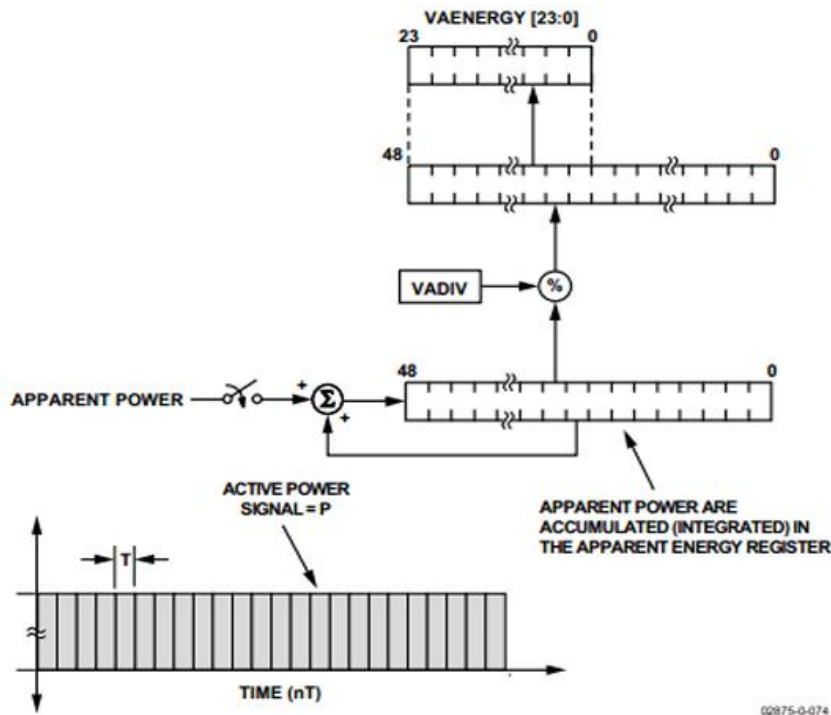 VAENERGY [23:0]
23 0
48 0
VADIV %
48 0
APPARENT POWER + Σ +
ACTIVE POWER
SIGNAL = P
APPARENT POWER ARE
ACCUMULATED (INTEGRATED) IN
THE APPARENT ENERGY REGISTER
T
TIME (nT)
02875-0-074